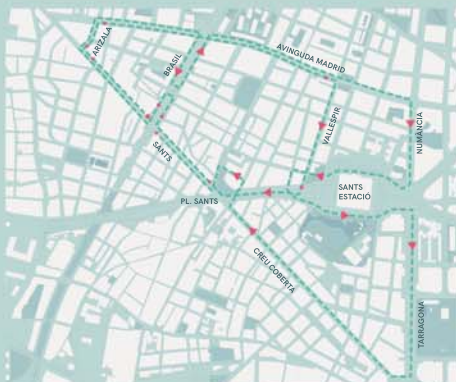 ARIZALA
BRASIL
AVINGUDA MADRID
VALLESPIR
NUMÀNCIA
SANTS
SANTS
ESTACIÓ
PL. SANTS
CREU COBERTA
TARRAGONA